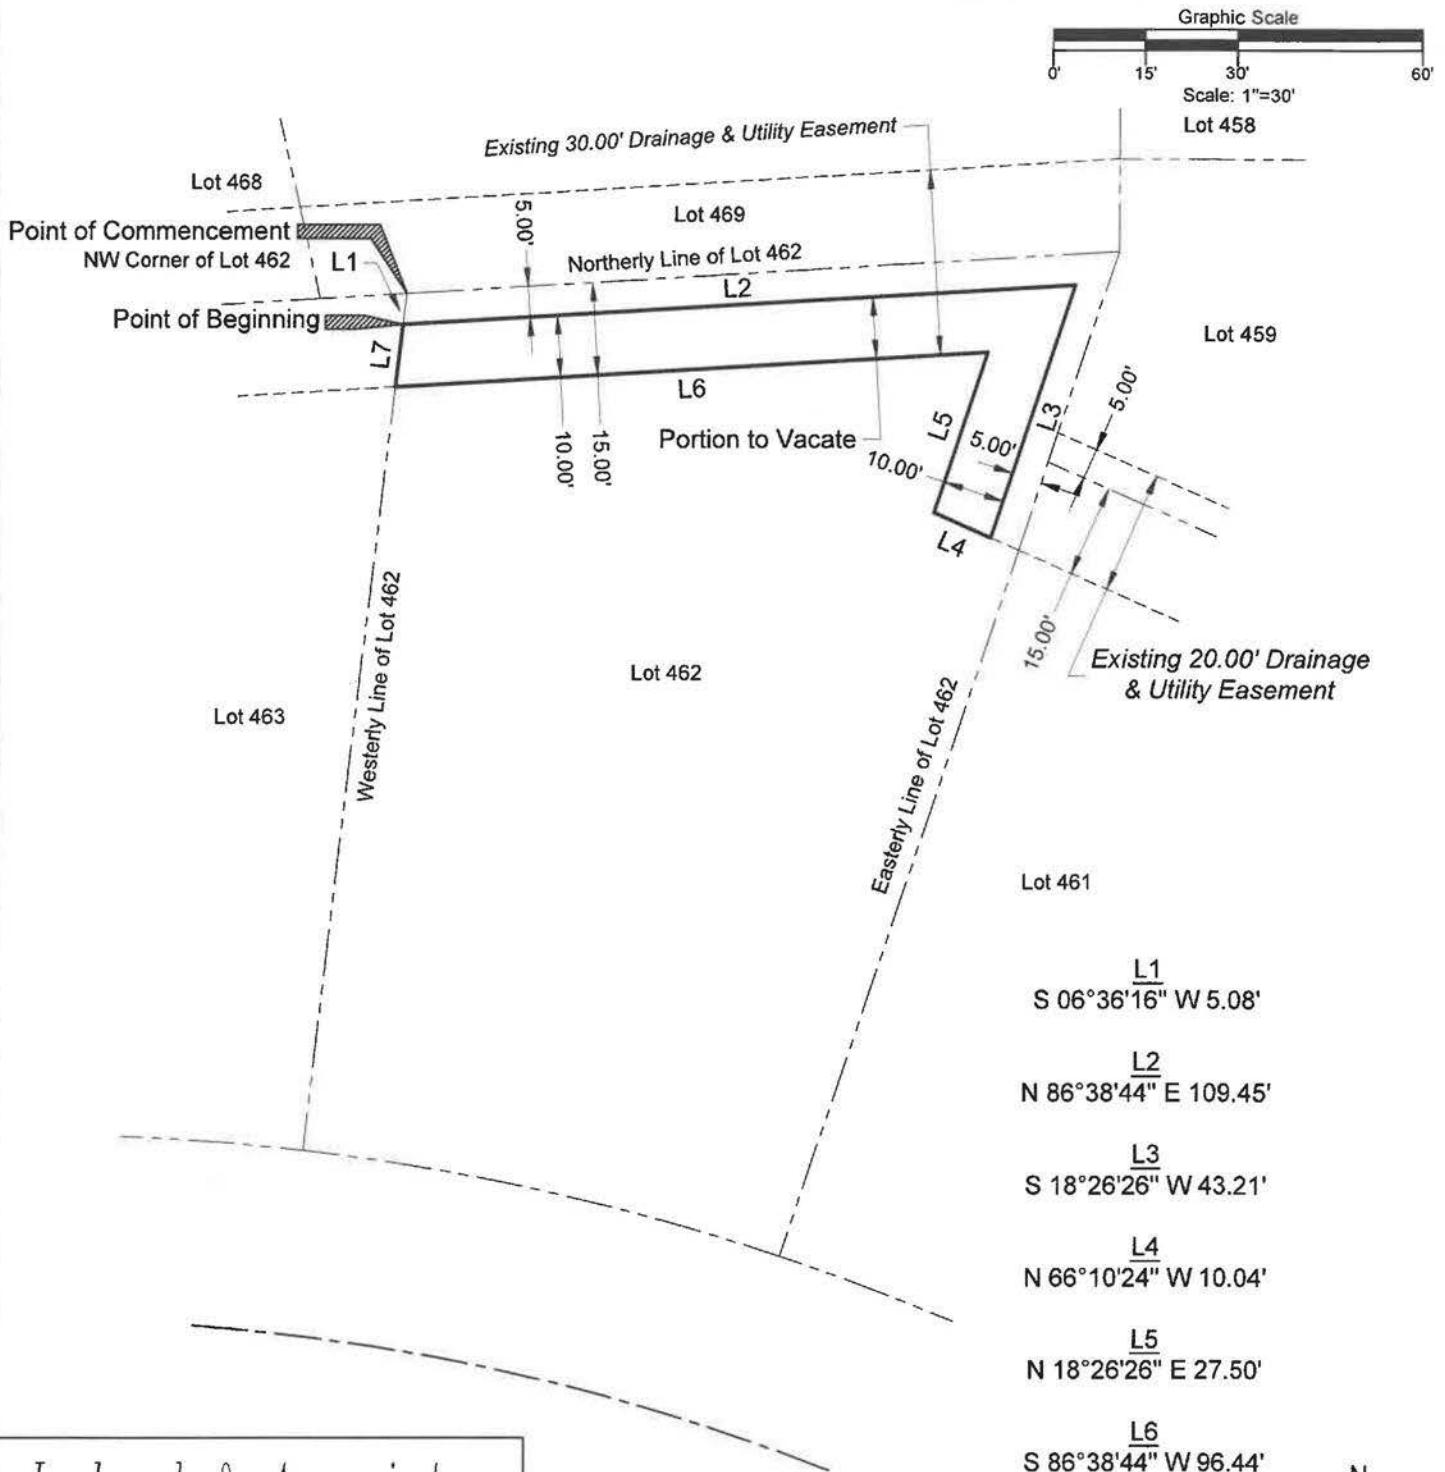 Graphic Scale
0' 15' 30' 60'
Scale: 1"=30'
Lot 458
Existing 30.00' Drainage & Utility Easement
Lot 468
Lot 469
5.00'
Point of Commencement
NW Corner of Lot 462
L1
Northerly Line of Lot 462
L2
Point of Beginning
Lot 459
L7
L6
5.00'
L3
L5
Portion to Vacate
5.00'
10.00'
10.00'
15.00'
L4
15.00'
Existing 20.00' Drainage
& Utility Easement
Westerly Line of Lot 462
Lot 462
Lot 463
Easterly Line of Lot 462
Lot 461
L1
S 06°36'16" W 5.08'
L2
N 86°38'44" E 109.45'
L3
S 18°26'26" W 43.21'
L4
N 66°10'24" W 10.04'
L5
N 18°26'26" E 27.50'
L6
S 86°38'44" W 96.44'
N